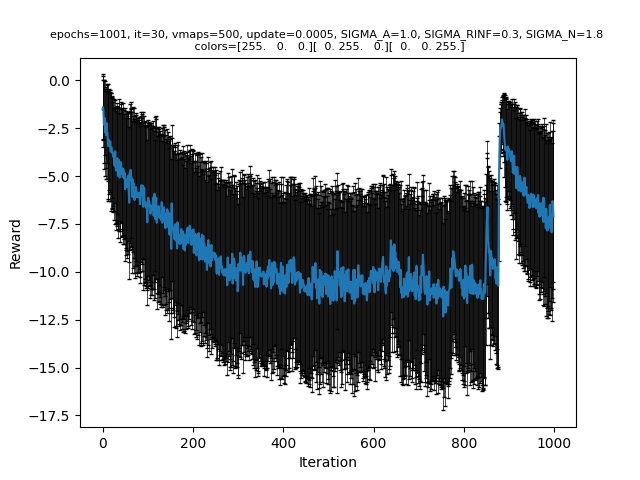 epochs=1001, it=30, vmaps=500, update=0.0005, SIGMA_A=1.0, SIGMA_RINF=0.3, SIGMA_N=1.8
colors=[255.   0.   0.][  0. 255.   0.][  0.   0. 255.]
0.0
−2.5
−5.0
−7.5
−10.0
−12.5
−15.0
−17.5
Reward
0 200 400 600 800 1000
Iteration